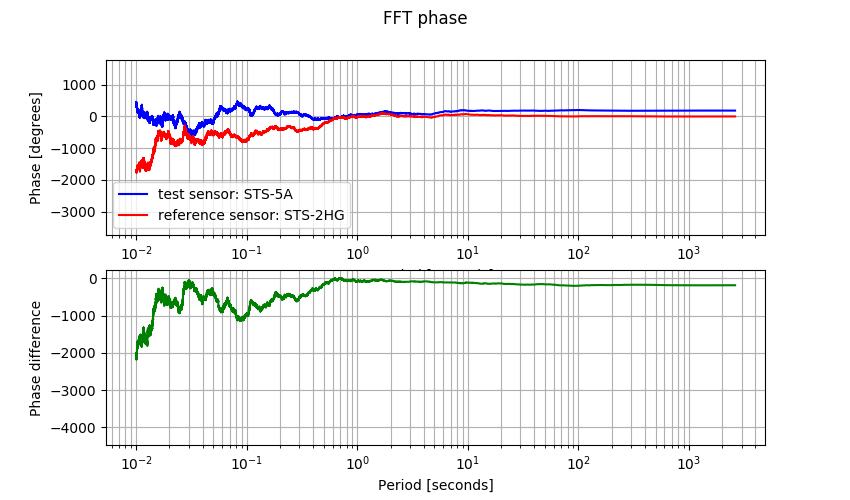 FFT phase
Phase [degrees]
1000
0
−1000
−2000
−3000
test sensor: STS-5A
reference sensor: STS-2HG
10⁻² 10⁻¹ 10⁰ 10¹ 10² 10³
Phase difference
0
−1000
−2000
−3000
−4000
10⁻² 10⁻¹ 10⁰ 10¹ 10² 10³
Period [seconds]